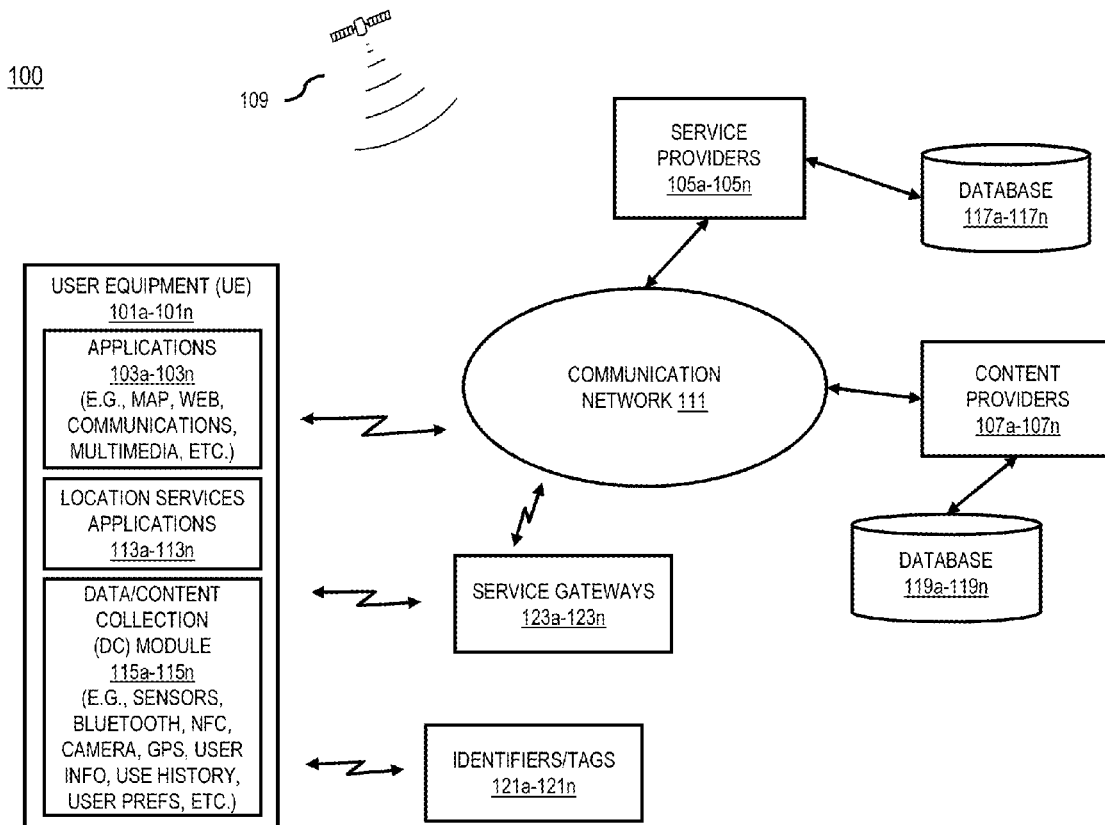 100
109
SERVICE
PROVIDERS
105a-105n
DATABASE
117a-117n
USER EQUIPMENT (UE)
101a-101n
APPLICATIONS
103a-103n
(E.G., MAP, WEB,
COMMUNICATIONS,
MULTIMEDIA, ETC.)
LOCATION SERVICES
APPLICATIONS
113a-113n
DATA/CONTENT
COLLECTION
(DC) MODULE
115a-115n
(E.G., SENSORS,
BLUETOOTH, NFC,
CAMERA, GPS, USER
INFO, USE HISTORY,
USER PREFS, ETC.)
COMMUNICATION
NETWORK 111
CONTENT
PROVIDERS
107a-107n
DATABASE
119a-119n
SERVICE GATEWAYS
123a-123n
IDENTIFIERS/TAGS
121a-121n